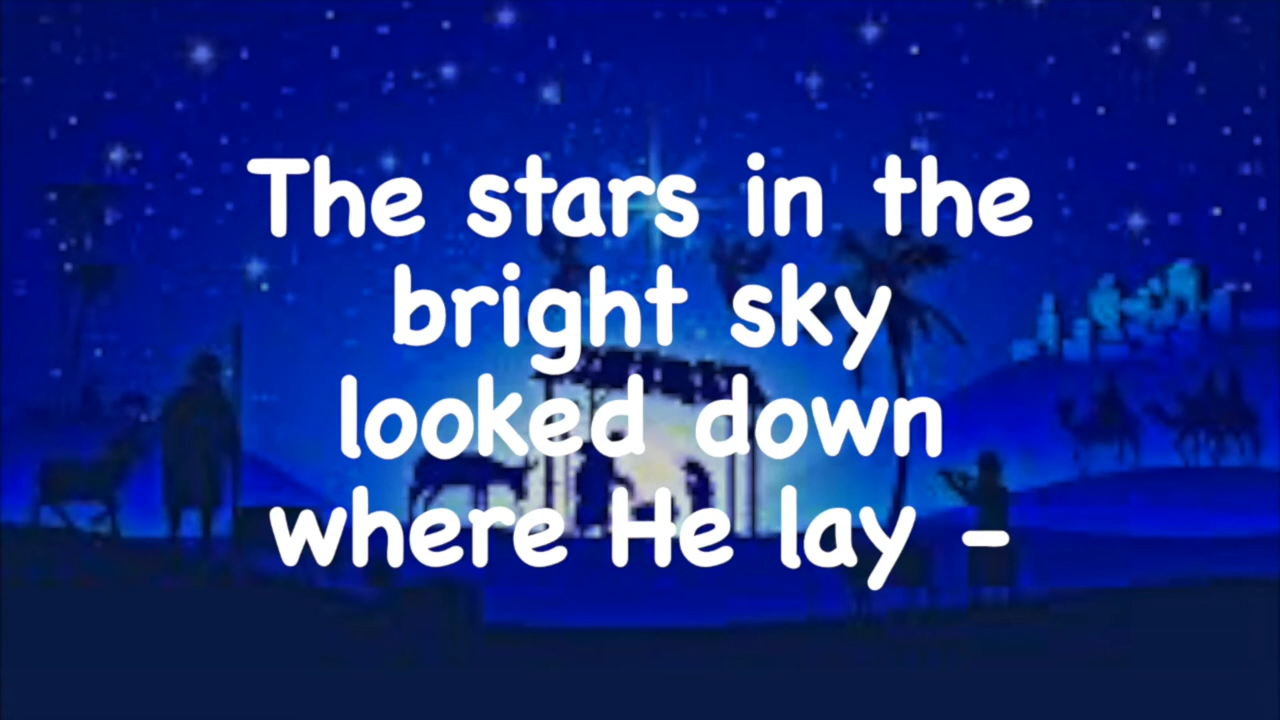 The stars in the
bright sky
looked down
where He lay -